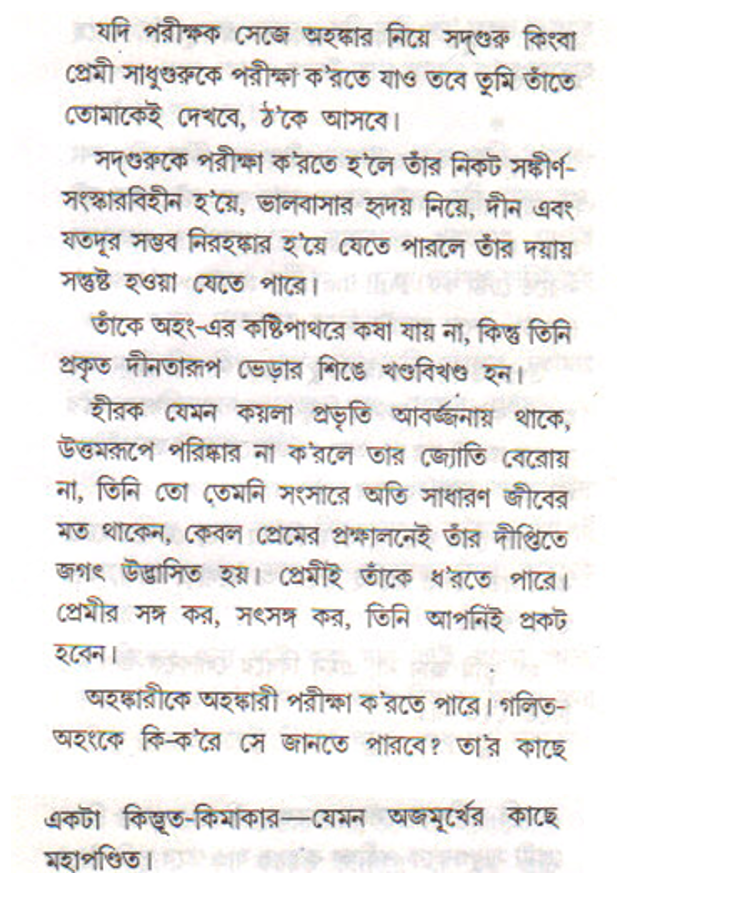 যদি পরীক্ষক সেজে অহঙ্কার নিয়ে সদ্গুরু কিংবা
প্রেমী সাধুগুরুকে পরীক্ষা ক'রতে যাও তবে তুমি তাঁতে
তোমাকেই দেখবে, ঠ'কে আসবে।
সদ্গুরুকে পরীক্ষা ক'রতে হ'লে তাঁর নিকট সঙ্কীর্ণ-
সংস্কারবিহীন হ'য়ে, ভালবাসার হৃদয় নিয়ে, দীন এবং
যতদূর সম্ভব নিরহঙ্কার হ'য়ে যেতে পারলে তাঁর দয়ায়
সন্তুষ্ট হওয়া যেতে পারে।
তাঁকে অহং-এর কষ্টিপাথরে কষা যায় না, কিন্তু তিনি
প্রকৃত দীনতারূপ ভেড়ার শিঙে খণ্ডবিখণ্ড হন।
হীরক যেমন কয়লা প্রভৃতি আবর্জ্জনায় থাকে,
উত্তমরূপে পরিষ্কার না ক'রলে তার জ্যোতি বেরোয়
না, তিনি তো তেমনি সংসারে অতি সাধারণ জীবের
মত থাকেন, কেবল প্রেমের প্রক্ষালনেই তাঁর দীপ্তিতে
জগৎ উদ্ভাসিত হয়। প্রেমীই তাঁকে ধ'রতে পারে।
প্রেমীর সঙ্গ কর, সৎসঙ্গ কর, তিনি আপনিই প্রকট
হবেন।
অহঙ্কারীকে অহঙ্কারী পরীক্ষা ক'রতে পারে। গলিত-
অহংকে কি-ক'রে সে জানতে পারবে? তা'র কাছে
একটা কিম্ভূত-কিমাকার—যেমন অজমূর্খের কাছে
মহাপণ্ডিত।